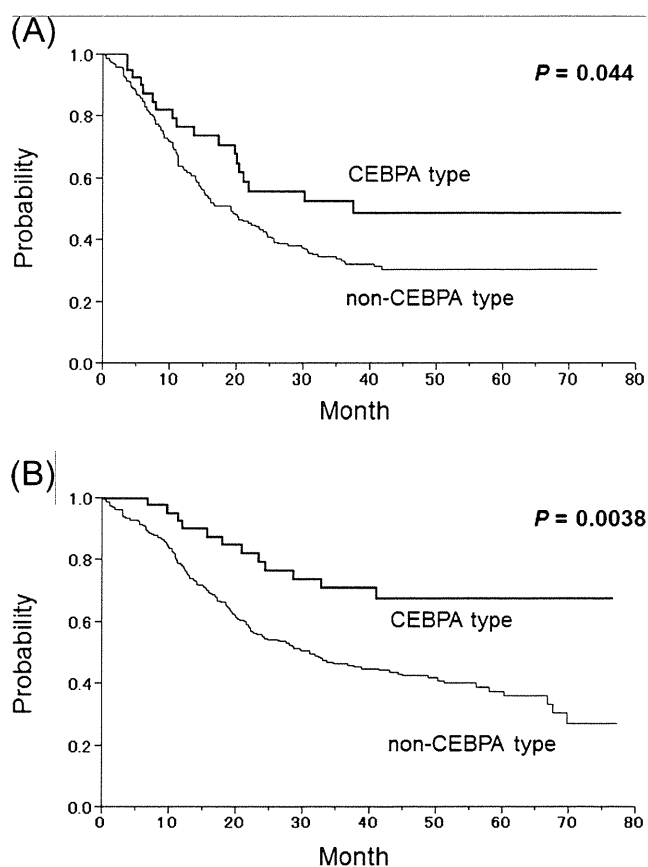 (A)
P = 0.044
1.0
0.8
0.6
0.4
0.2
0.0
Probability
CEBPA type
non-CEBPA type
0 10 20 30 40 50 60 70 80
Month
(B)
P = 0.0038
1.0
0.8
0.6
0.4
0.2
0.0
Probability
CEBPA type
non-CEBPA type
0 10 20 30 40 50 60 70 80
Month